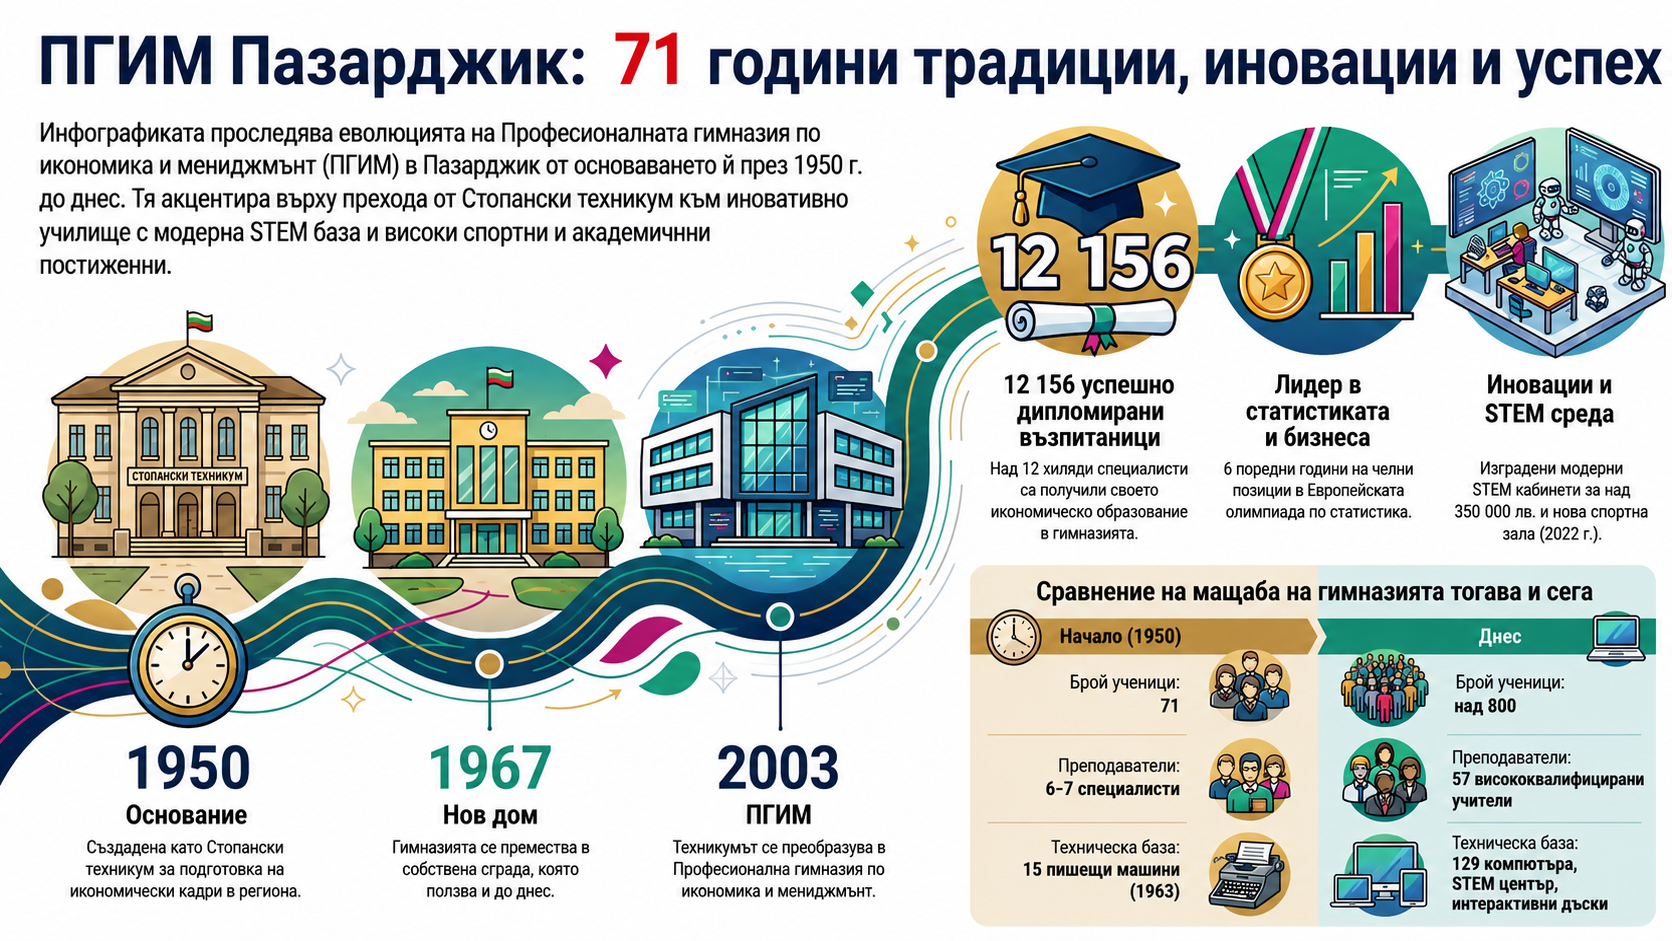 ПГИМ Пазарджик: 71 години традиции, иновации и успех
Инфографиката проследява еволюцията на Професионалната гимназия по
икономика и мениджмънт (ПГИМ) в Пазарджик от основаването ѝ през 1950 г.
до днес. Тя акцентира върху прехода от Стопански техникум към иновативно
училище с модерна STEM база и високи спортни и академичнни
постиженни.
СТОПАНСКИ ТЕХНИКУМ
1950
Основание
Създадена като Стопански
техникум за подготовка на
икономически кадри в региона.
1967
Нов дом
Гимназията се премества в
собствена сграда, която
ползва и до днес.
2003
ПГИМ
Техникумът се преобразува в
Професионална гимназия по
икономика и мениджмънт.
12 156
12 156 успешно
дипломирани
възпитаници
Над 12 хиляди специалисти
са получили своето
икономическо образование
в гимназията.
Лидер в
статистиката
и бизнеса
6 поредни години на челни
позиции в Европейската
олимпиада по статистика.
Иновации и
STEM среда
Изградени модерни
STEM кабинети за над
350 000 лв. и нова спортна
зала (2022 г.).
Сравнение на мащаба на гимназията тогава и сега
Начало (1950)
Днес
Брой ученици:
71
Брой ученици:
над 800
Преподаватели:
6–7 специалисти
Преподаватели:
57 висококвалифицирани
учители
Техническа база:
15 пишещи машини
(1963)
Техническа база:
129 компютъра,
STEM център,
интерактивни дъски